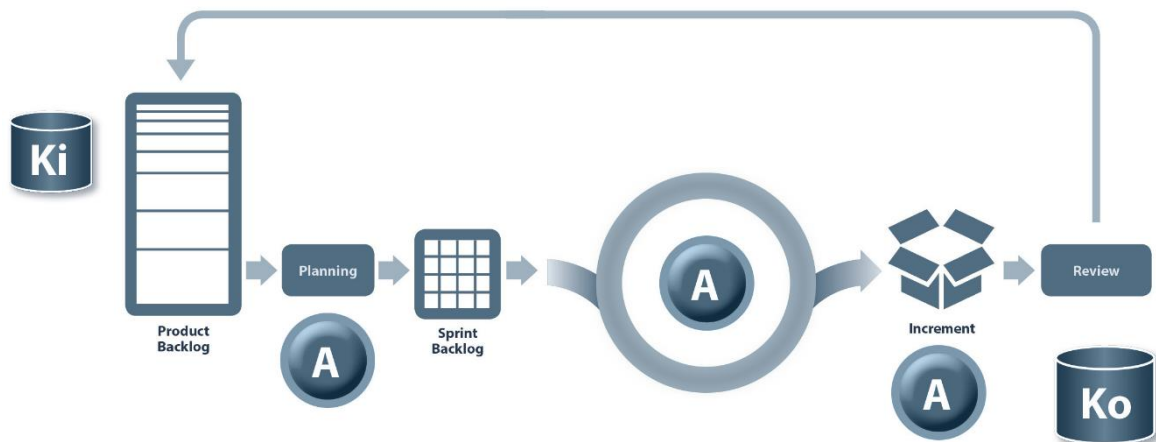 Ki
Product
Backlog
Planning
A
Sprint
Backlog
A
Increment
A
Review
Ko